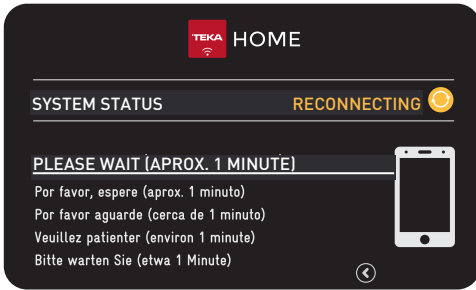 TEKA HOME
SYSTEM STATUS RECONNECTING
PLEASE WAIT (APROX. 1 MINUTE)
Por favor, espere (aprox. 1 minuto)
Por favor aguarde (cerca de 1 minuto)
Veuillez patienter (environ 1 minute)
Bitte warten Sie (etwa 1 Minute)